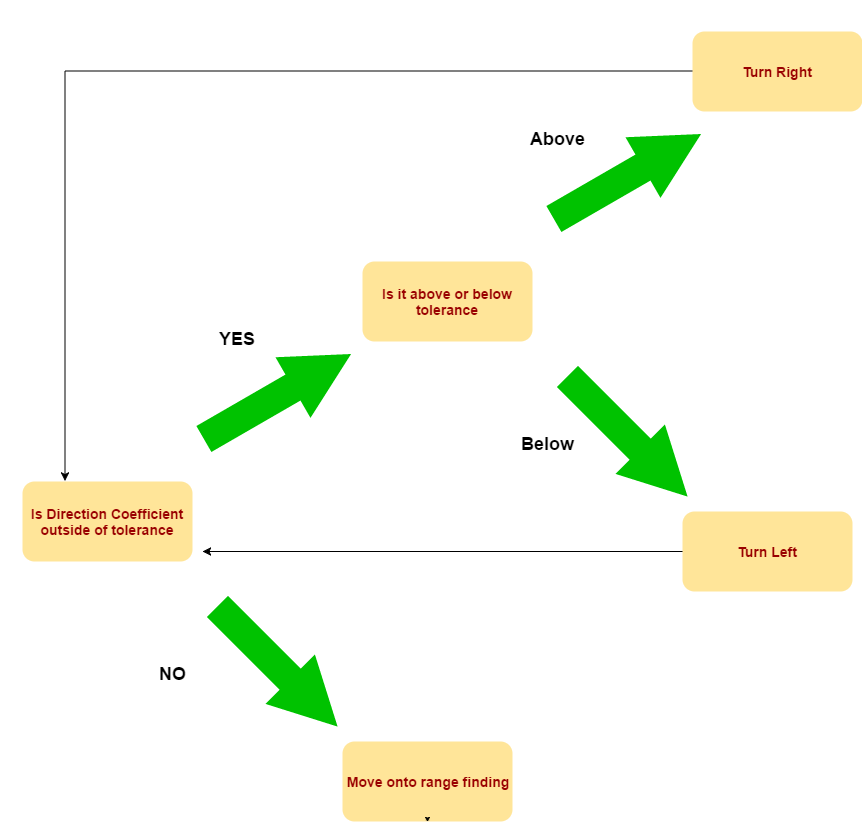 Turn Right
Above
Is it above or below
tolerance
YES
Below
Is Direction Coefficient
outside of tolerance
Turn Left
NO
Move onto range finding